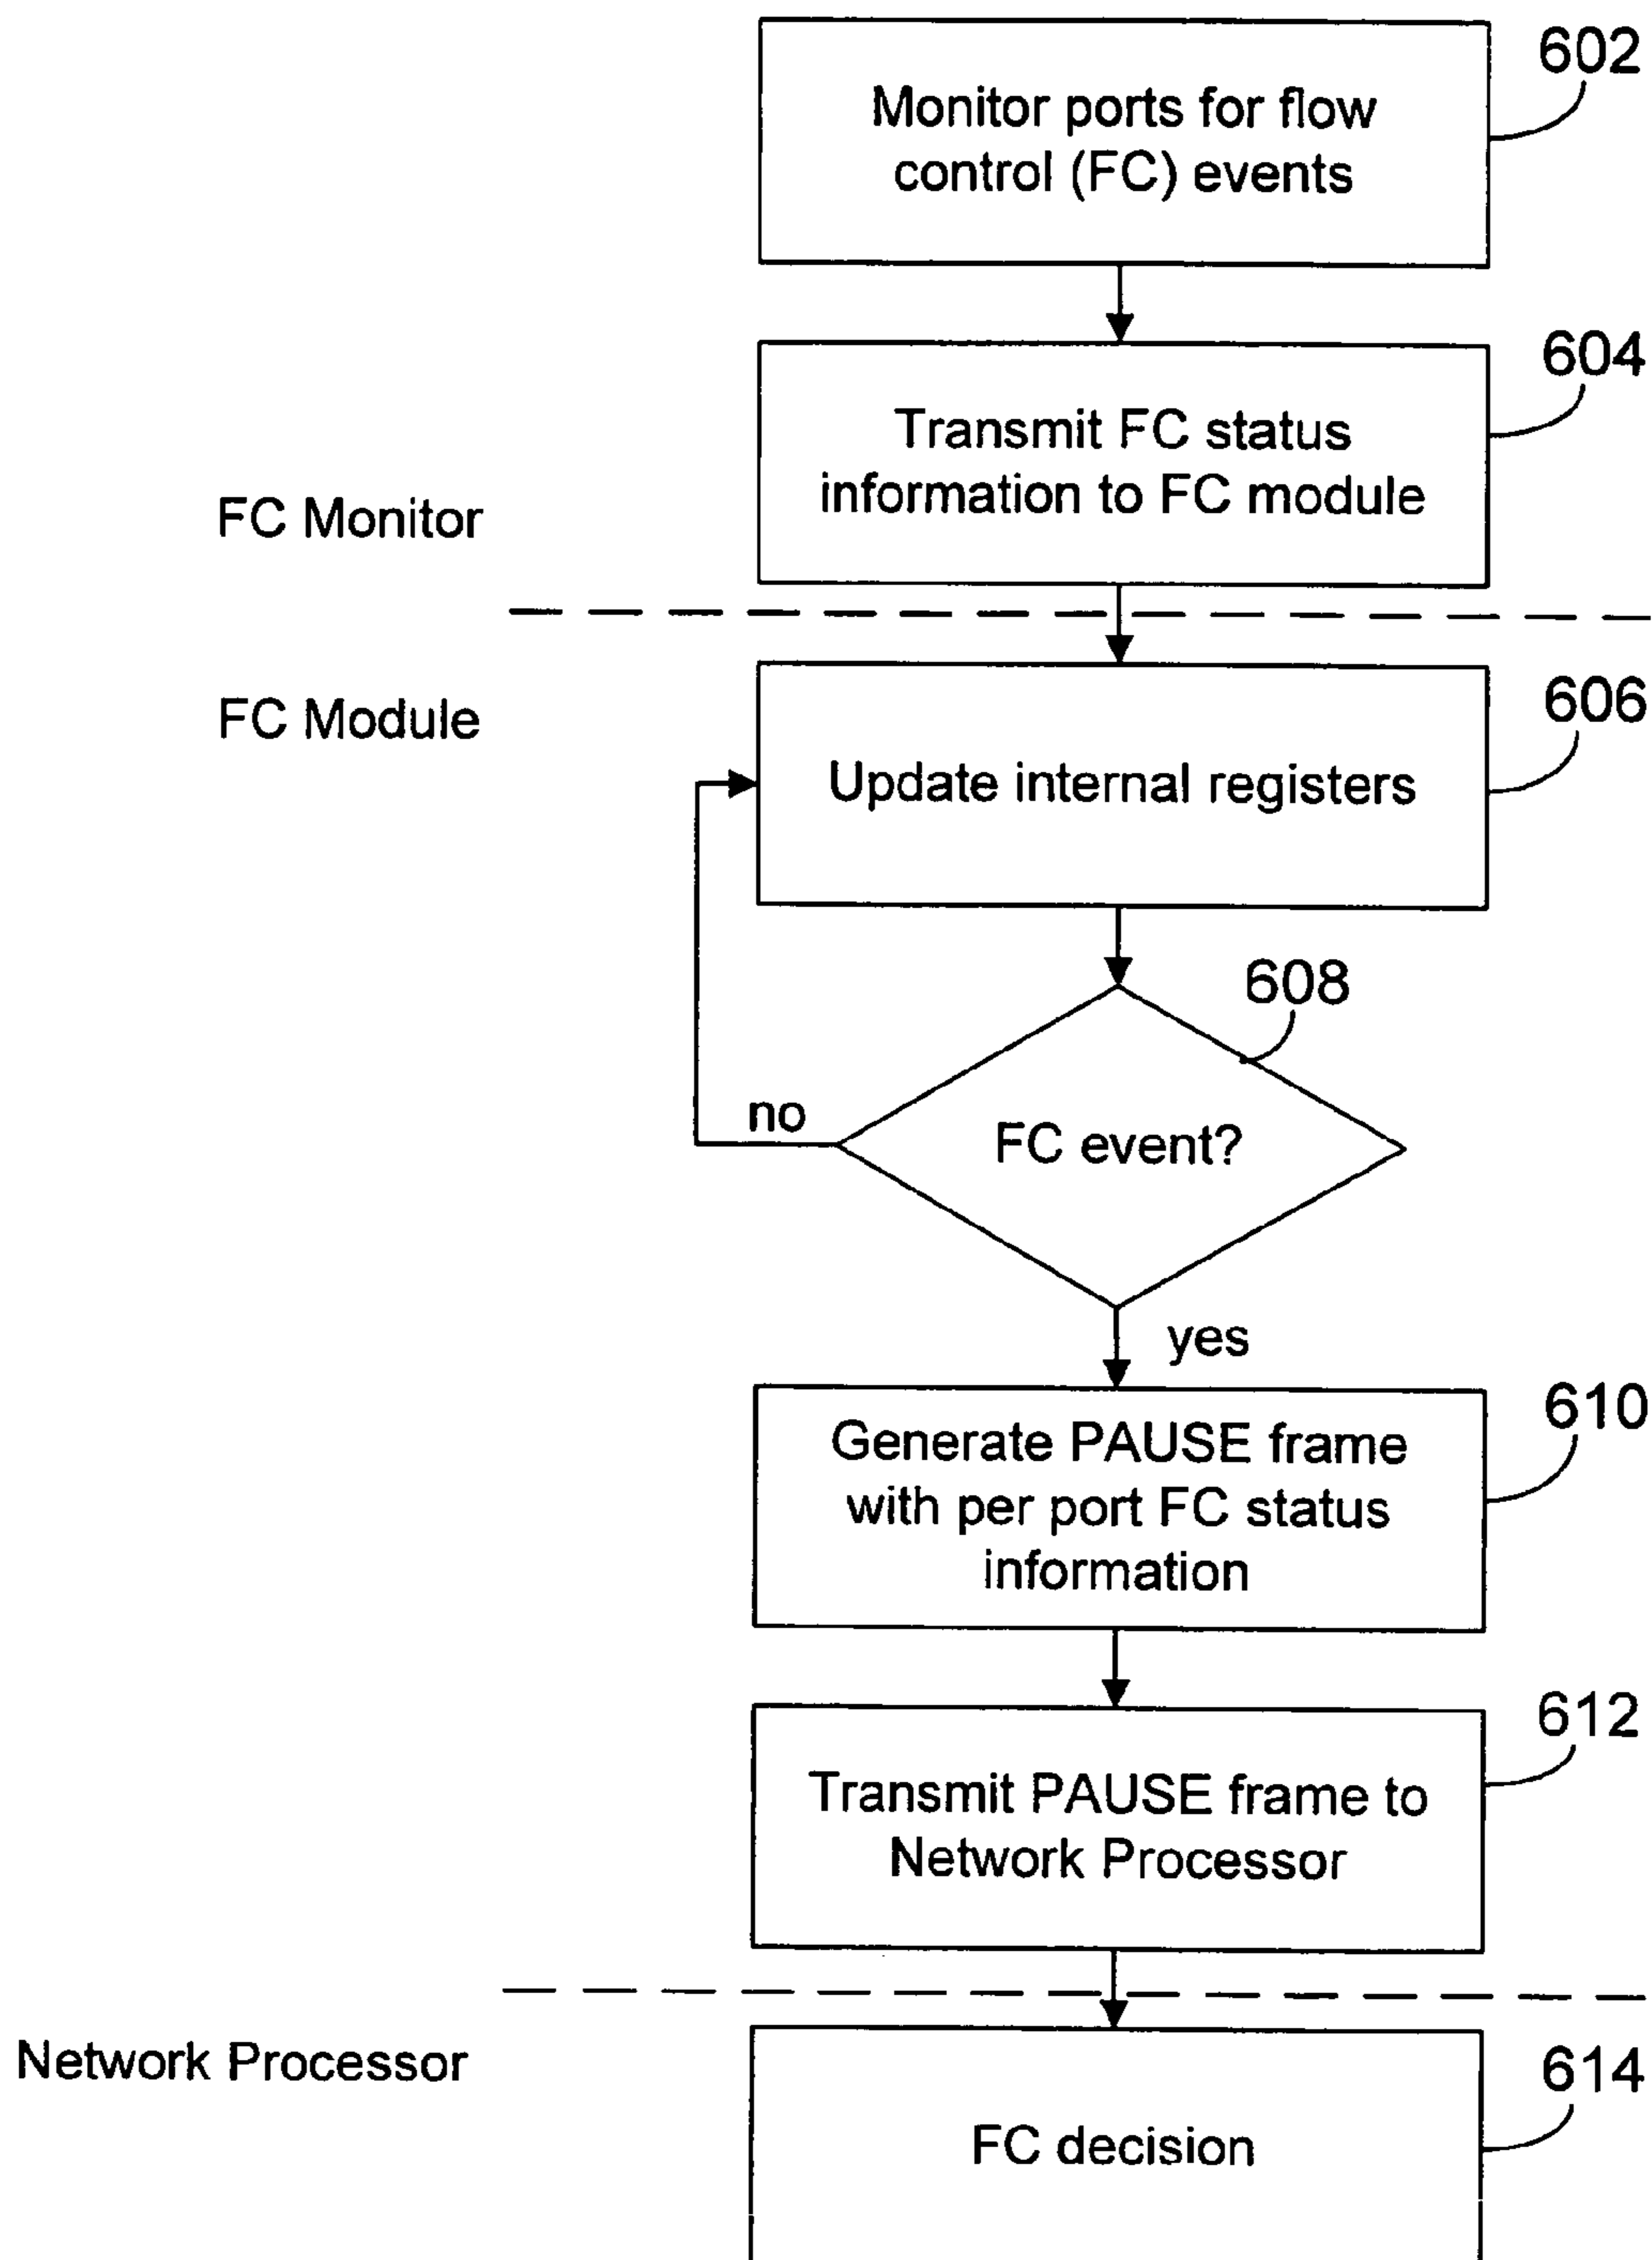 602
Monitor ports for flow
control (FC) events
604
Transmit FC status
information to FC module
FC Monitor
FC Module
606
Update internal registers
608
no
FC event?
yes
610
Generate PAUSE frame
with per port FC status
information
612
Transmit PAUSE frame to
Network Processor
Network Processor
614
FC decision